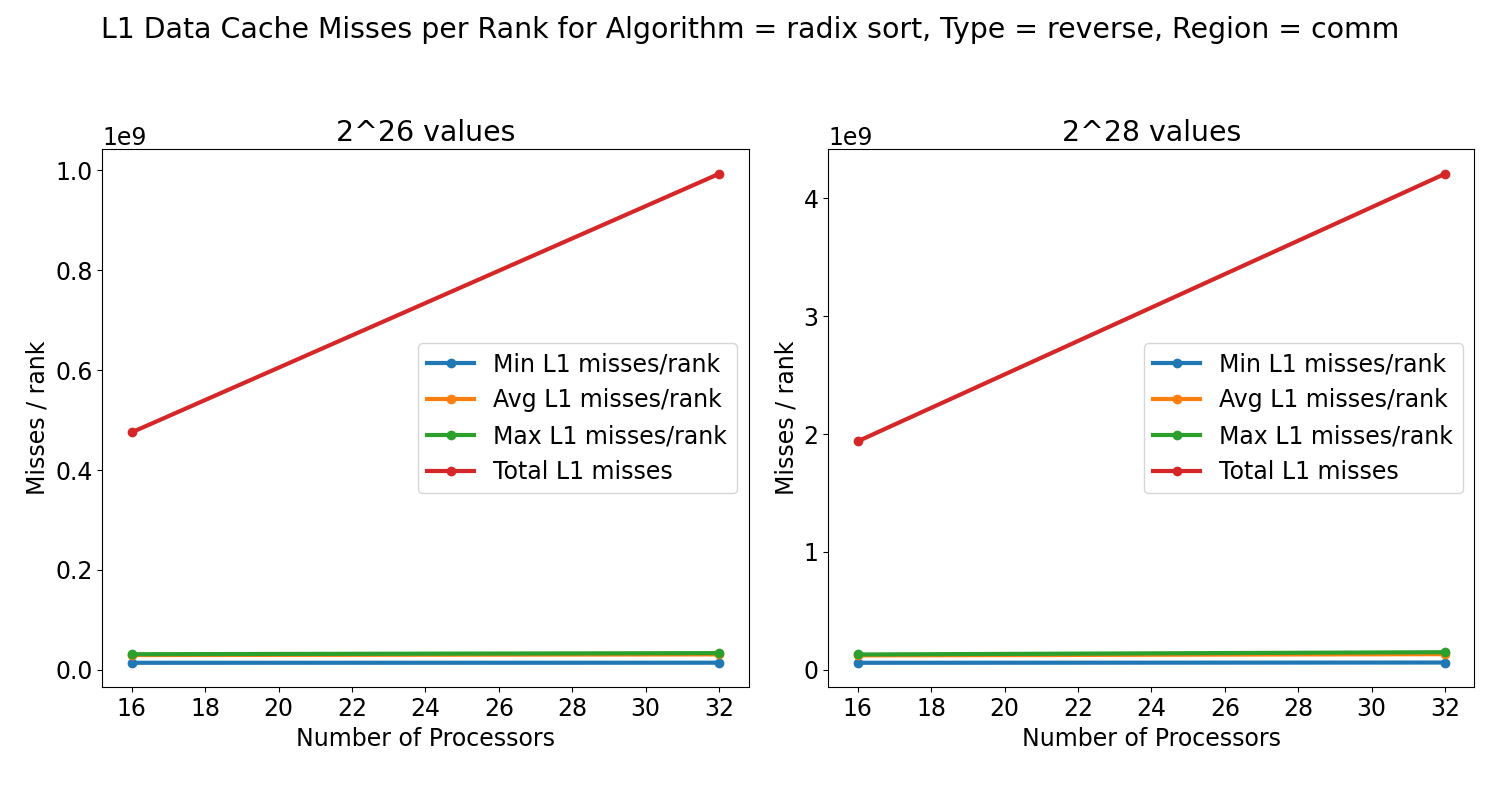 L1 Data Cache Misses per Rank for Algorithm = radix sort, Type = reverse, Region = comm
2^26 values
1e9
1.0
0.8
0.6
0.4
0.2
0.0
Misses / rank
Min L1 misses/rank
Avg L1 misses/rank
Max L1 misses/rank
Total L1 misses
16 18 20 22 24 26 28 30 32
Number of Processors
2^28 values
1e9
4
3
2
1
0
Misses / rank
Min L1 misses/rank
Avg L1 misses/rank
Max L1 misses/rank
Total L1 misses
16 18 20 22 24 26 28 30 32
Number of Processors